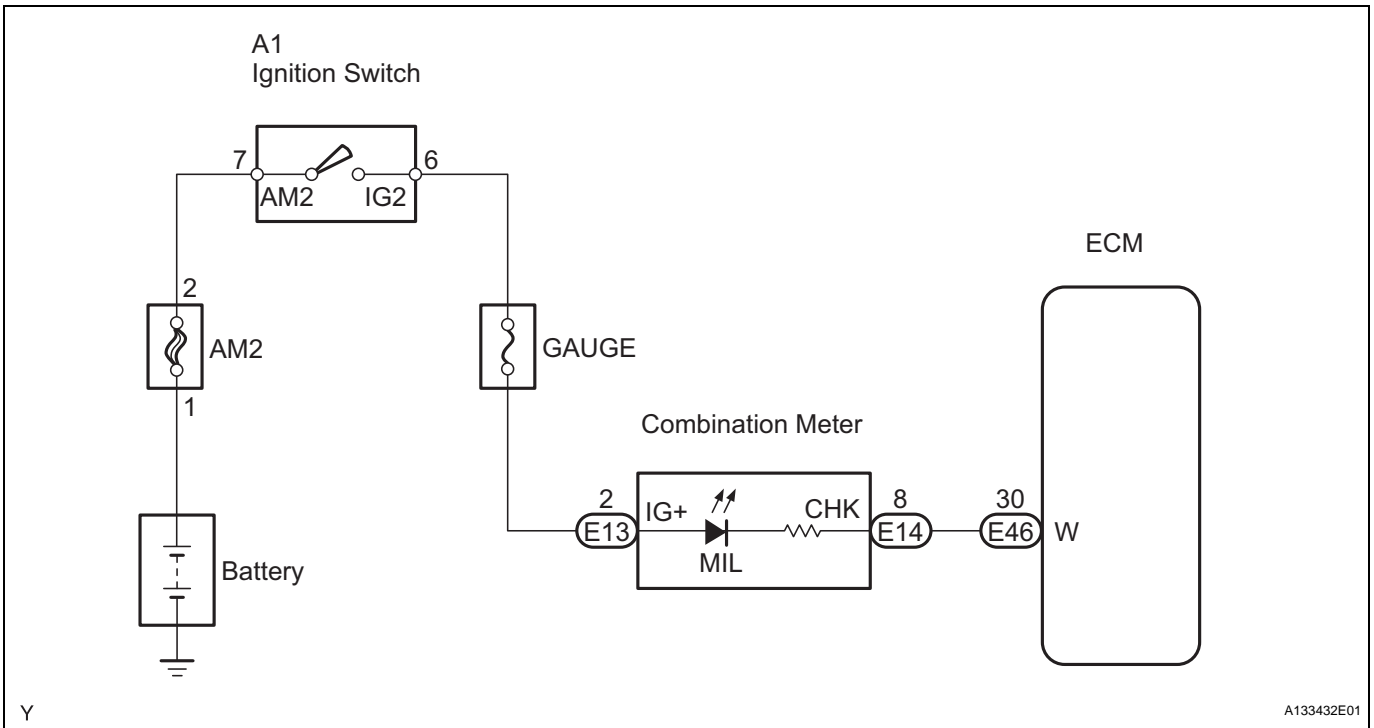 A1
Ignition Switch
7
6
AM2
IG2
ECM
2
AM2
GAUGE
1
Combination Meter
2
IG+
CHK
8
30
E13
E14
E46
W
MIL
Battery
Y
A133432E01